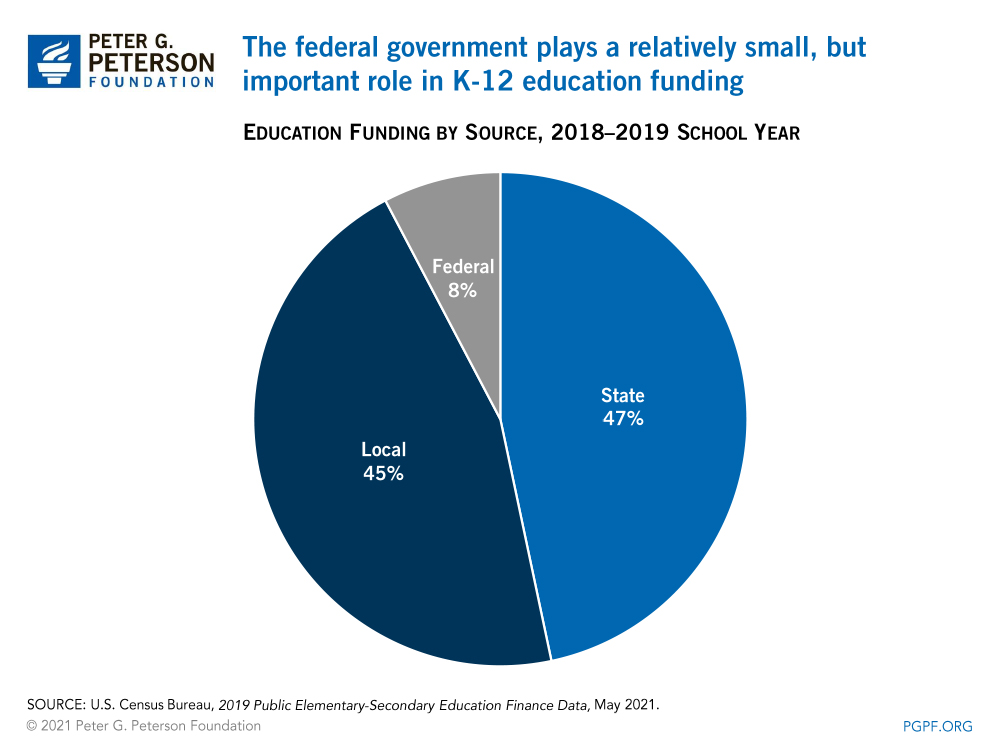 PETER G.
PETERSON
FOUNDATION
The federal government plays a relatively small, but
important role in K-12 education funding
EDUCATION FUNDING BY SOURCE, 2018–2019 SCHOOL YEAR
Federal
8%
State
47%
Local
45%
SOURCE: U.S. Census Bureau, 2019 Public Elementary-Secondary Education Finance Data, May 2021.
© 2021 Peter G. Peterson Foundation
PGPF.ORG